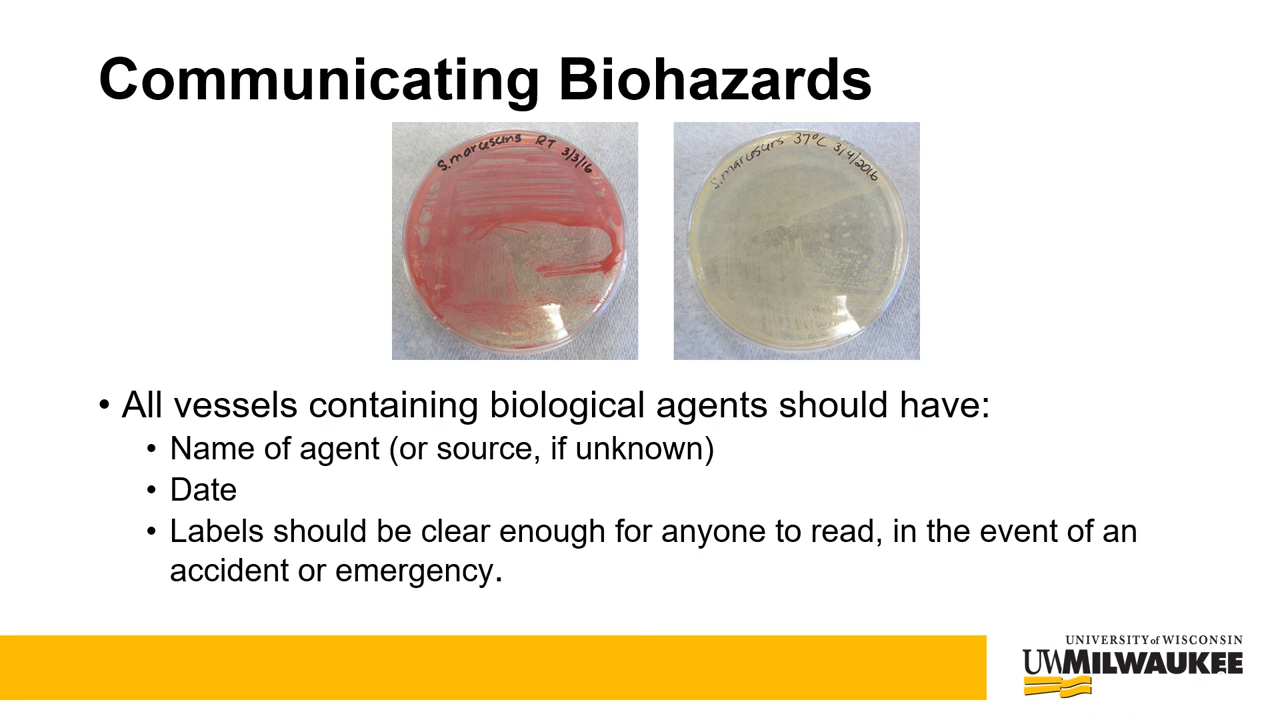 Communicating Biohazards
S. marcescens RT 3/3/16
S. marcescens 37°C 3/4/2016
• All vessels containing biological agents should have:
• Name of agent (or source, if unknown)
• Date
• Labels should be clear enough for anyone to read, in the event of an
accident or emergency.
UNIVERSITY of WISCONSIN
UWMILWAUKEE